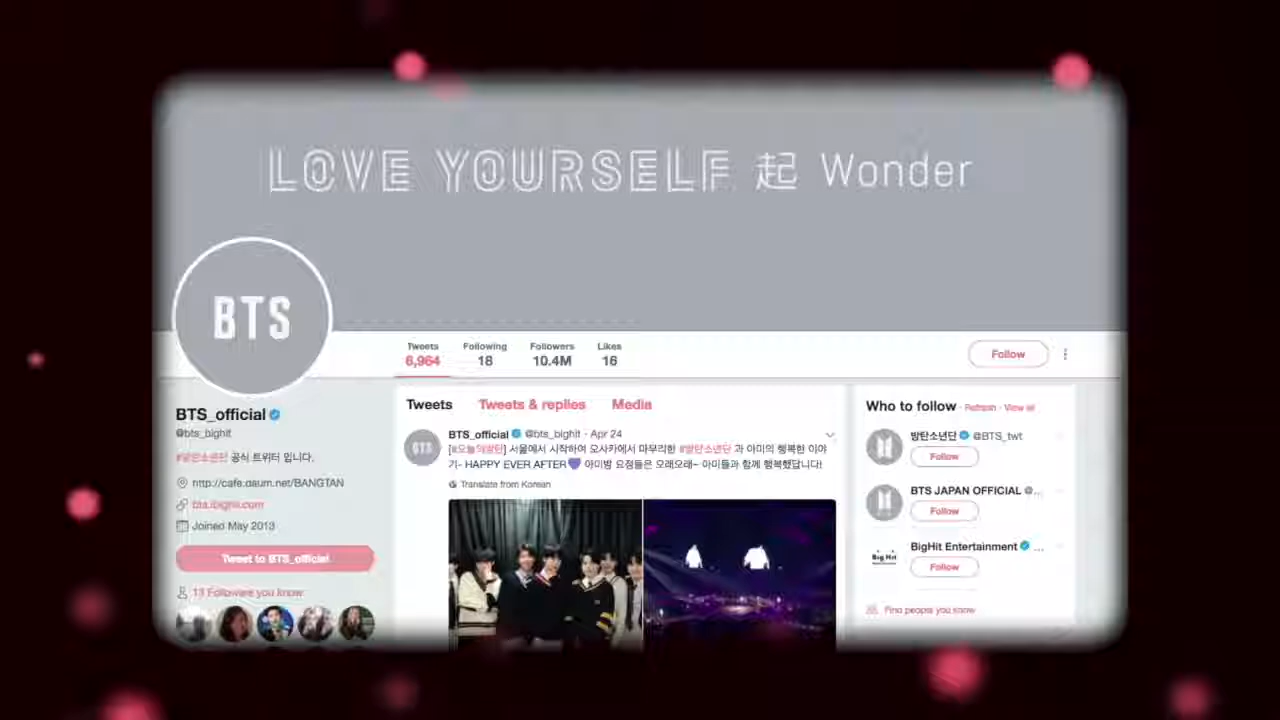 LOVE YOURSELF 起 Wonder
BTS
Tweets Following Followers Likes
6,964 18 10.4M 16
Follow
BTS_official
@bts_bighit
#방탄소년단 공식 트위터 입니다.
http://cafe.daum.net/BANGTAN
bts.ibighit.com
Joined May 2013
Tweet to BTS_official
13 Followers you know
Tweets Tweets & replies Media
BTS
BTS_official @bts_bighit · Apr 24
[#오늘의방탄] 서울에서 시작하여 오사카에서 마무리한 #방탄소년단 과 아미의 행복한 이야
기- HAPPY EVER AFTER💜 아미밤 요정들은 오래오래~ 아미들과 함께 행복했답니다!
Translate from Korean
Who to follow · Refresh · View all
방탄소년단 @BTS_twt
Follow
BTS JAPAN OFFICIAL @...
Follow
Big Hit
BigHit Entertainment ...
Follow
Find people you know